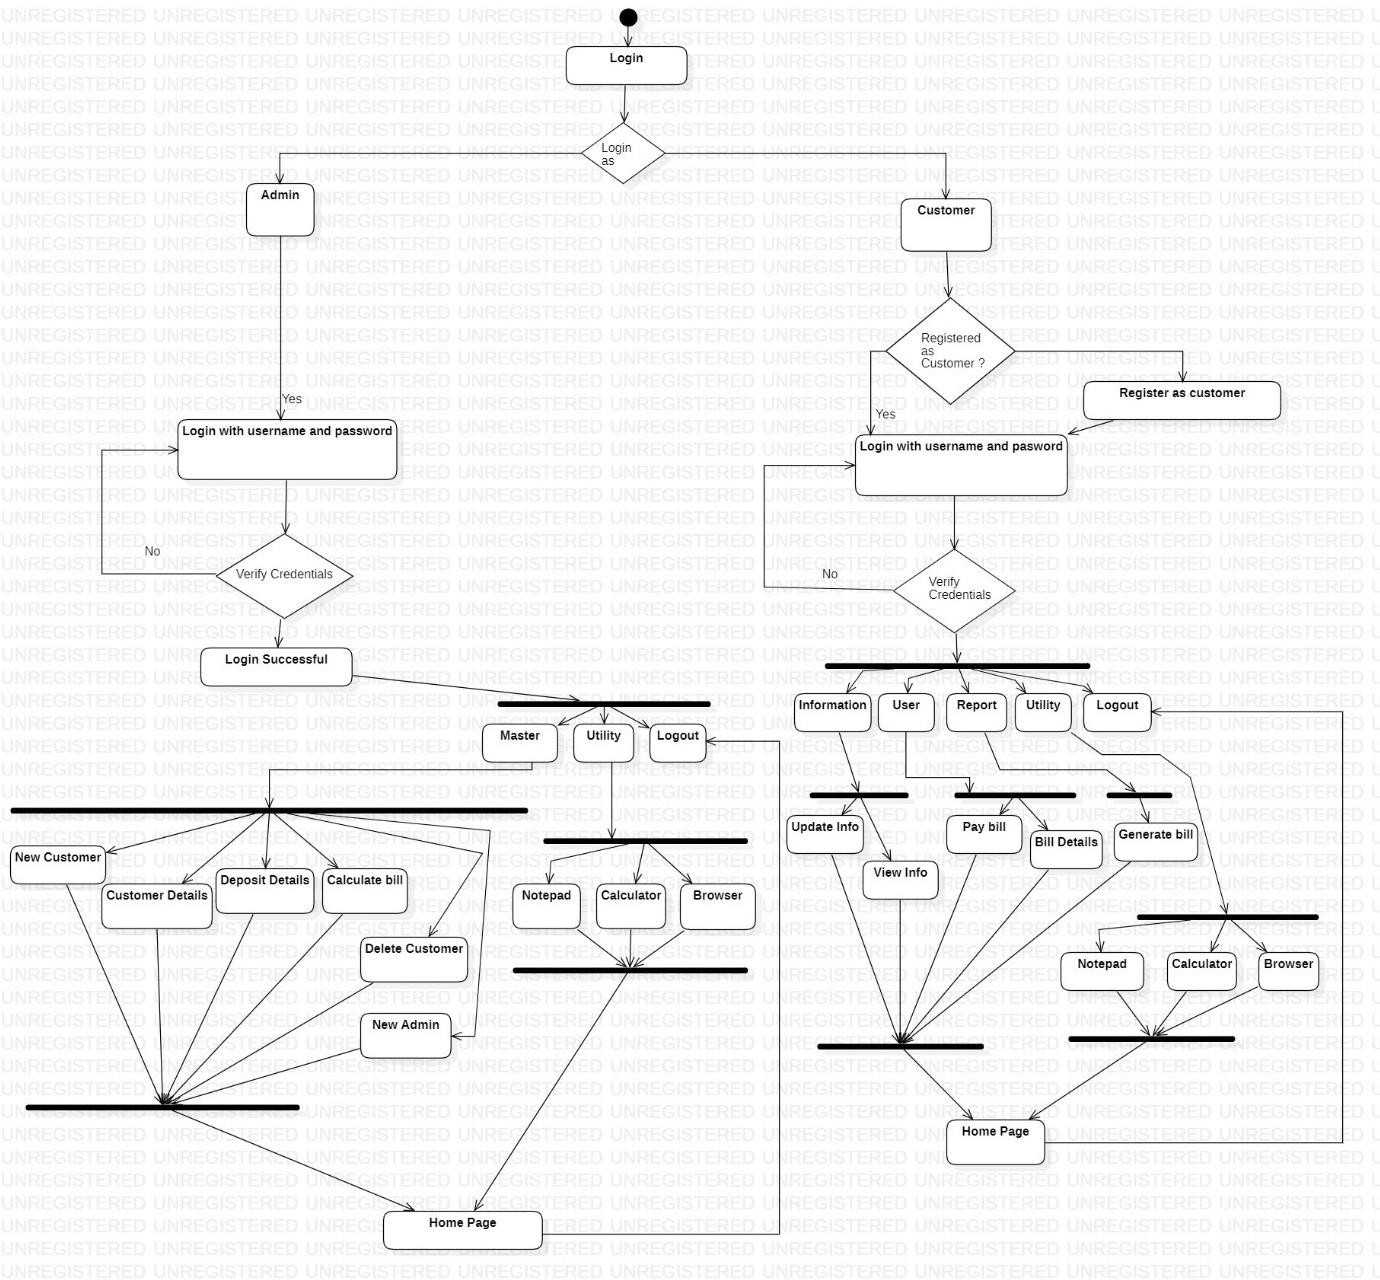 Login
Login
as
Admin
Customer
Registered
as
Customer ?
Register as customer
Yes
Yes
Login with username and password
Login with username and pasword
No
Verify Credentials
No
Verify
Credentials
Login Successful
Master
Utility
Logout
Information
User
Report
Utility
Logout
New Customer
Customer Details
Deposit Details
Calculate bill
Delete Customer
New Admin
Notepad
Calculator
Browser
Update Info
View Info
Pay bill
Bill Details
Generate bill
Notepad
Calculator
Browser
Home Page
Home Page
UNREGISTERED